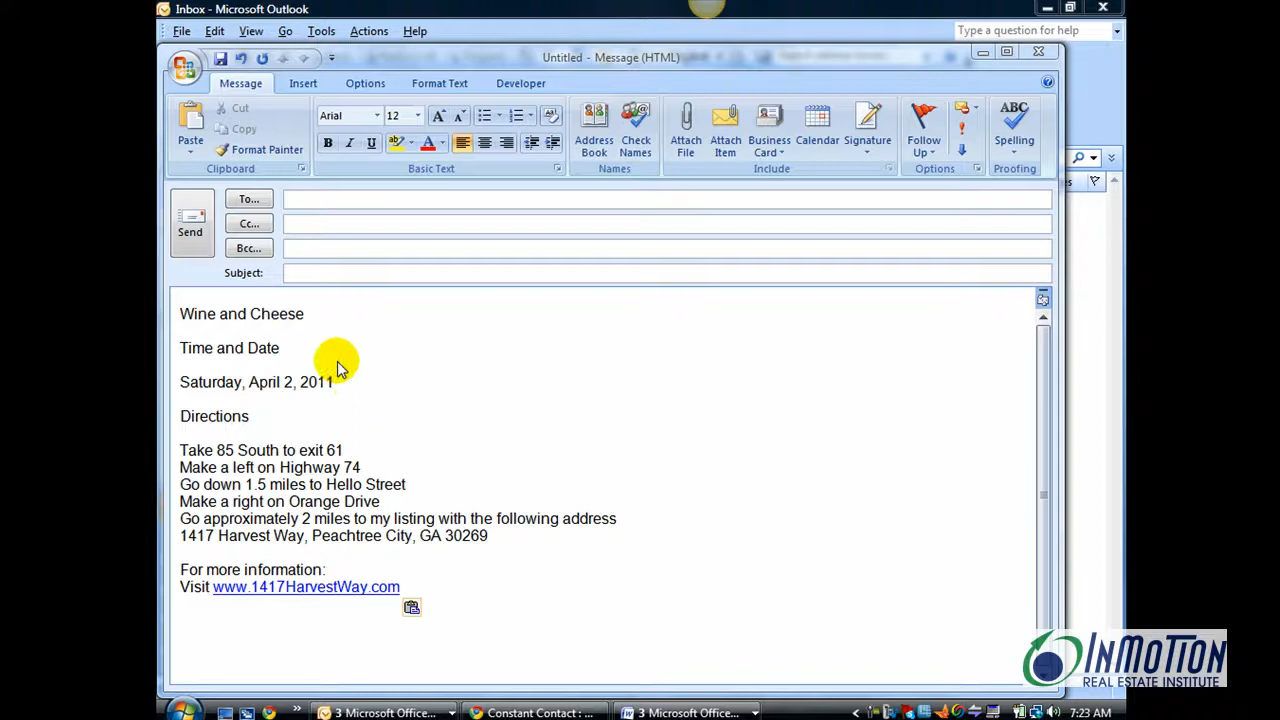 Inbox - Microsoft Outlook
File Edit View Go Tools Actions Help
Type a question for help
Untitled - Message (HTML)
Message Insert Options Format Text Developer
Paste
Cut
Copy
Format Painter
Clipboard
Arial 12
Basic Text
Address Book
Check Names
Names
Attach File
Attach Item
Business Card
Calendar
Signature
Include
Follow Up
Options
ABC
Spelling
Proofing
Send
To...
Cc...
Bcc...
Subject:
Wine and Cheese
Time and Date
Saturday, April 2, 2011
Directions
Take 85 South to exit 61
Make a left on Highway 74
Go down 1.5 miles to Hello Street
Make a right on Orange Drive
Go approximately 2 miles to my listing with the following address
1417 Harvest Way, Peachtree City, GA 30269
For more information:
Visit www.1417HarvestWay.com
INMOTION
REAL ESTATE INSTITUTE
3 Microsoft Office...
Constant Contact : ...
3 Microsoft Office...
7:23 AM